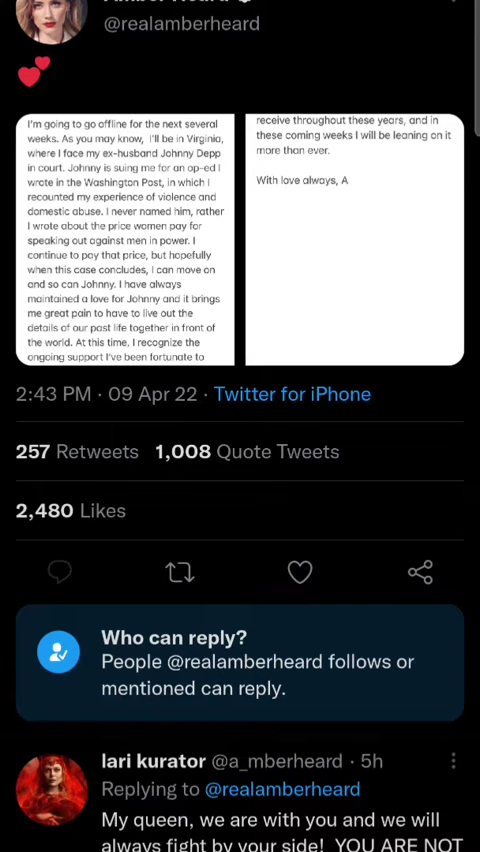 @realamberheard
I'm going to go offline for the next several
weeks. As you may know, I'll be in Virginia,
where I face my ex-husband Johnny Depp
in court. Johnny is suing me for an op-ed I
wrote in the Washington Post, in which I
recounted my experience of violence and
domestic abuse. I never named him, rather
I wrote about the price women pay for
speaking out against men in power. I
continue to pay that price, but hopefully
when this case concludes, I can move on
and so can Johnny. I have always
maintained a love for Johnny and it brings
me great pain to have to live out the
details of our past life together in front of
the world. At this time, I recognize the
ongoing support I've been fortunate to
receive throughout these years, and in
these coming weeks I will be leaning on it
more than ever.
With love always, A
2:43 PM · 09 Apr 22 · Twitter for iPhone
257 Retweets 1,008 Quote Tweets
2,480 Likes
Who can reply?
People @realamberheard follows or
mentioned can reply.
lari kurator @a_mberheard · 5h
Replying to @realamberheard
My queen, we are with you and we will
always fight by your side! YOU ARE NOT